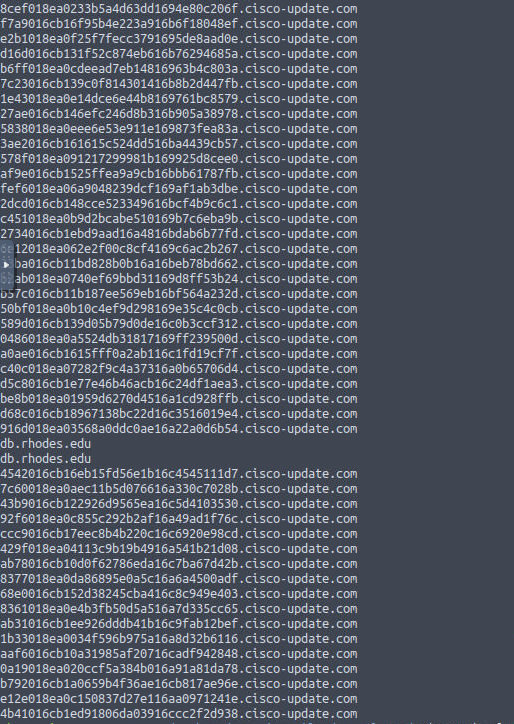 8cef018ea0233b5a4d63dd1694e80c206f.cisco-update.com
f7a9016cb16f95b4e223a916b6f18048ef.cisco-update.com
e2b1018ea0f25f7fecc3791695de8aad0e.cisco-update.com
d16d016cb131f52c874eb616b76294685a.cisco-update.com
b6ff018ea0cdeead7eb14816963b4c803a.cisco-update.com
7c23016cb139c0f814301416b8b2d447fb.cisco-update.com
1e43018ea0e14dce6e44b8169761bc8579.cisco-update.com
27ae016cb146efc246d8b316b905a38978.cisco-update.com
5838018ea0eee6e53e911e169873fea83a.cisco-update.com
3ae2016cb161615c524dd516ba4439cb57.cisco-update.com
578f018ea091217299981b169925d8cee0.cisco-update.com
af9e016cb1525ffea9a9cb16bbb61787fb.cisco-update.com
fef6018ea06a9048239dcf169af1ab3dbe.cisco-update.com
2dcd016cb148cce523349616bcf4b9c6c1.cisco-update.com
c451018ea0b9d2bcabe510169b7c6eba9b.cisco-update.com
2734016cb1ebd9aad16a4816bdab6b77fd.cisco-update.com
12018ea062e2f00c8cf4169c6ac2b267.cisco-update.com
a016cb11bd828b0b16a16beb78bd662.cisco-update.com
b018ea0740ef69bbd31169d8ff53b24.cisco-update.com
b57c016cb11b187ee569eb16bf564a232d.cisco-update.com
50bf018ea0b10c4ef9d298169e35c4c0cb.cisco-update.com
589d016cb139d05b79d0de16c0b3ccf312.cisco-update.com
0486018ea0a5524db31817169ff239500d.cisco-update.com
a0ae016cb1615fff0a2ab116c1fd19cf7f.cisco-update.com
c40c018ea07282f9c4a37316a0b65706d4.cisco-update.com
d5c8016cb1e77e46b46acb16c24df1aea3.cisco-update.com
be8b018ea01959d6270d4516a1cd928ffb.cisco-update.com
d68c016cb18967138bc22d16c3516019e4.cisco-update.com
916d018ea03568a0ddc0ae16a22a0d6b54.cisco-update.com
db.rhodes.edu
db.rhodes.edu
4542016cb16eb15fd56e1b16c4545111d7.cisco-update.com
7c60018ea0aec11b5d076616a330c7028b.cisco-update.com
43b9016cb122926d9565ea16c5d4103530.cisco-update.com
92f6018ea0c855c292b2af16a49ad1f76c.cisco-update.com
ccc9016cb17eec8b4b220c16c6920e98cd.cisco-update.com
429f018ea04113c9b19b4916a541b21d08.cisco-update.com
ab78016cb10d0f62786eda16c7ba67d42b.cisco-update.com
8377018ea0da86895e0a5c16a6a4500adf.cisco-update.com
68e0016cb152d38245cba416c8c949e403.cisco-update.com
8361018ea0e4b3fb50d5a516a7d335cc65.cisco-update.com
ab31016cb1ee926dddb41b16c9fab12bef.cisco-update.com
1b33018ea0034f596b975a16a8d32b6116.cisco-update.com
aaf6016cb10a31985af20716cadf942848.cisco-update.com
0a19018ea020ccf5a384b016a91a81da78.cisco-update.com
b792016cb1a0659b4f36ae16cb817ae96e.cisco-update.com
e12e018ea0c150837d27e116aa0971241e.cisco-update.com
4b41016cb1ed91806da03916ccc2f2d938.cisco-update.com